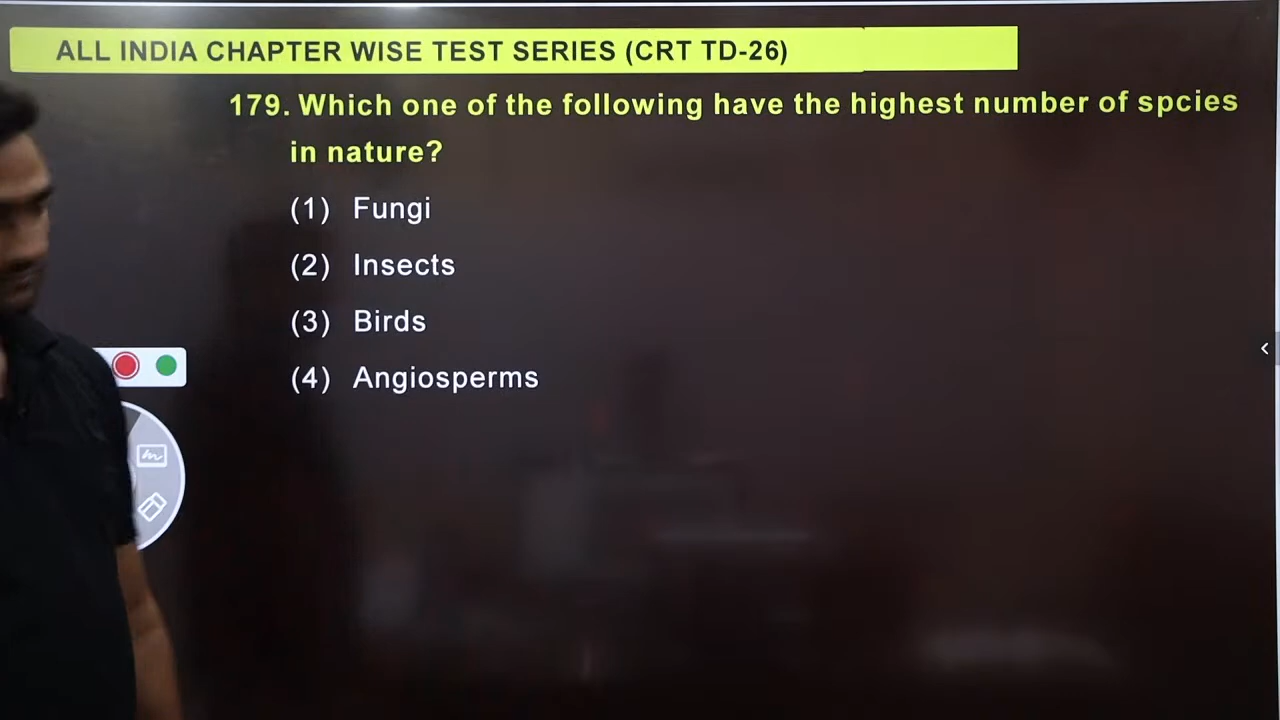 ALL INDIA CHAPTER WISE TEST SERIES (CRT TD-26)
179. Which one of the following have the highest number of spcies
in nature?
(1) Fungi
(2) Insects
(3) Birds
(4) Angiosperms